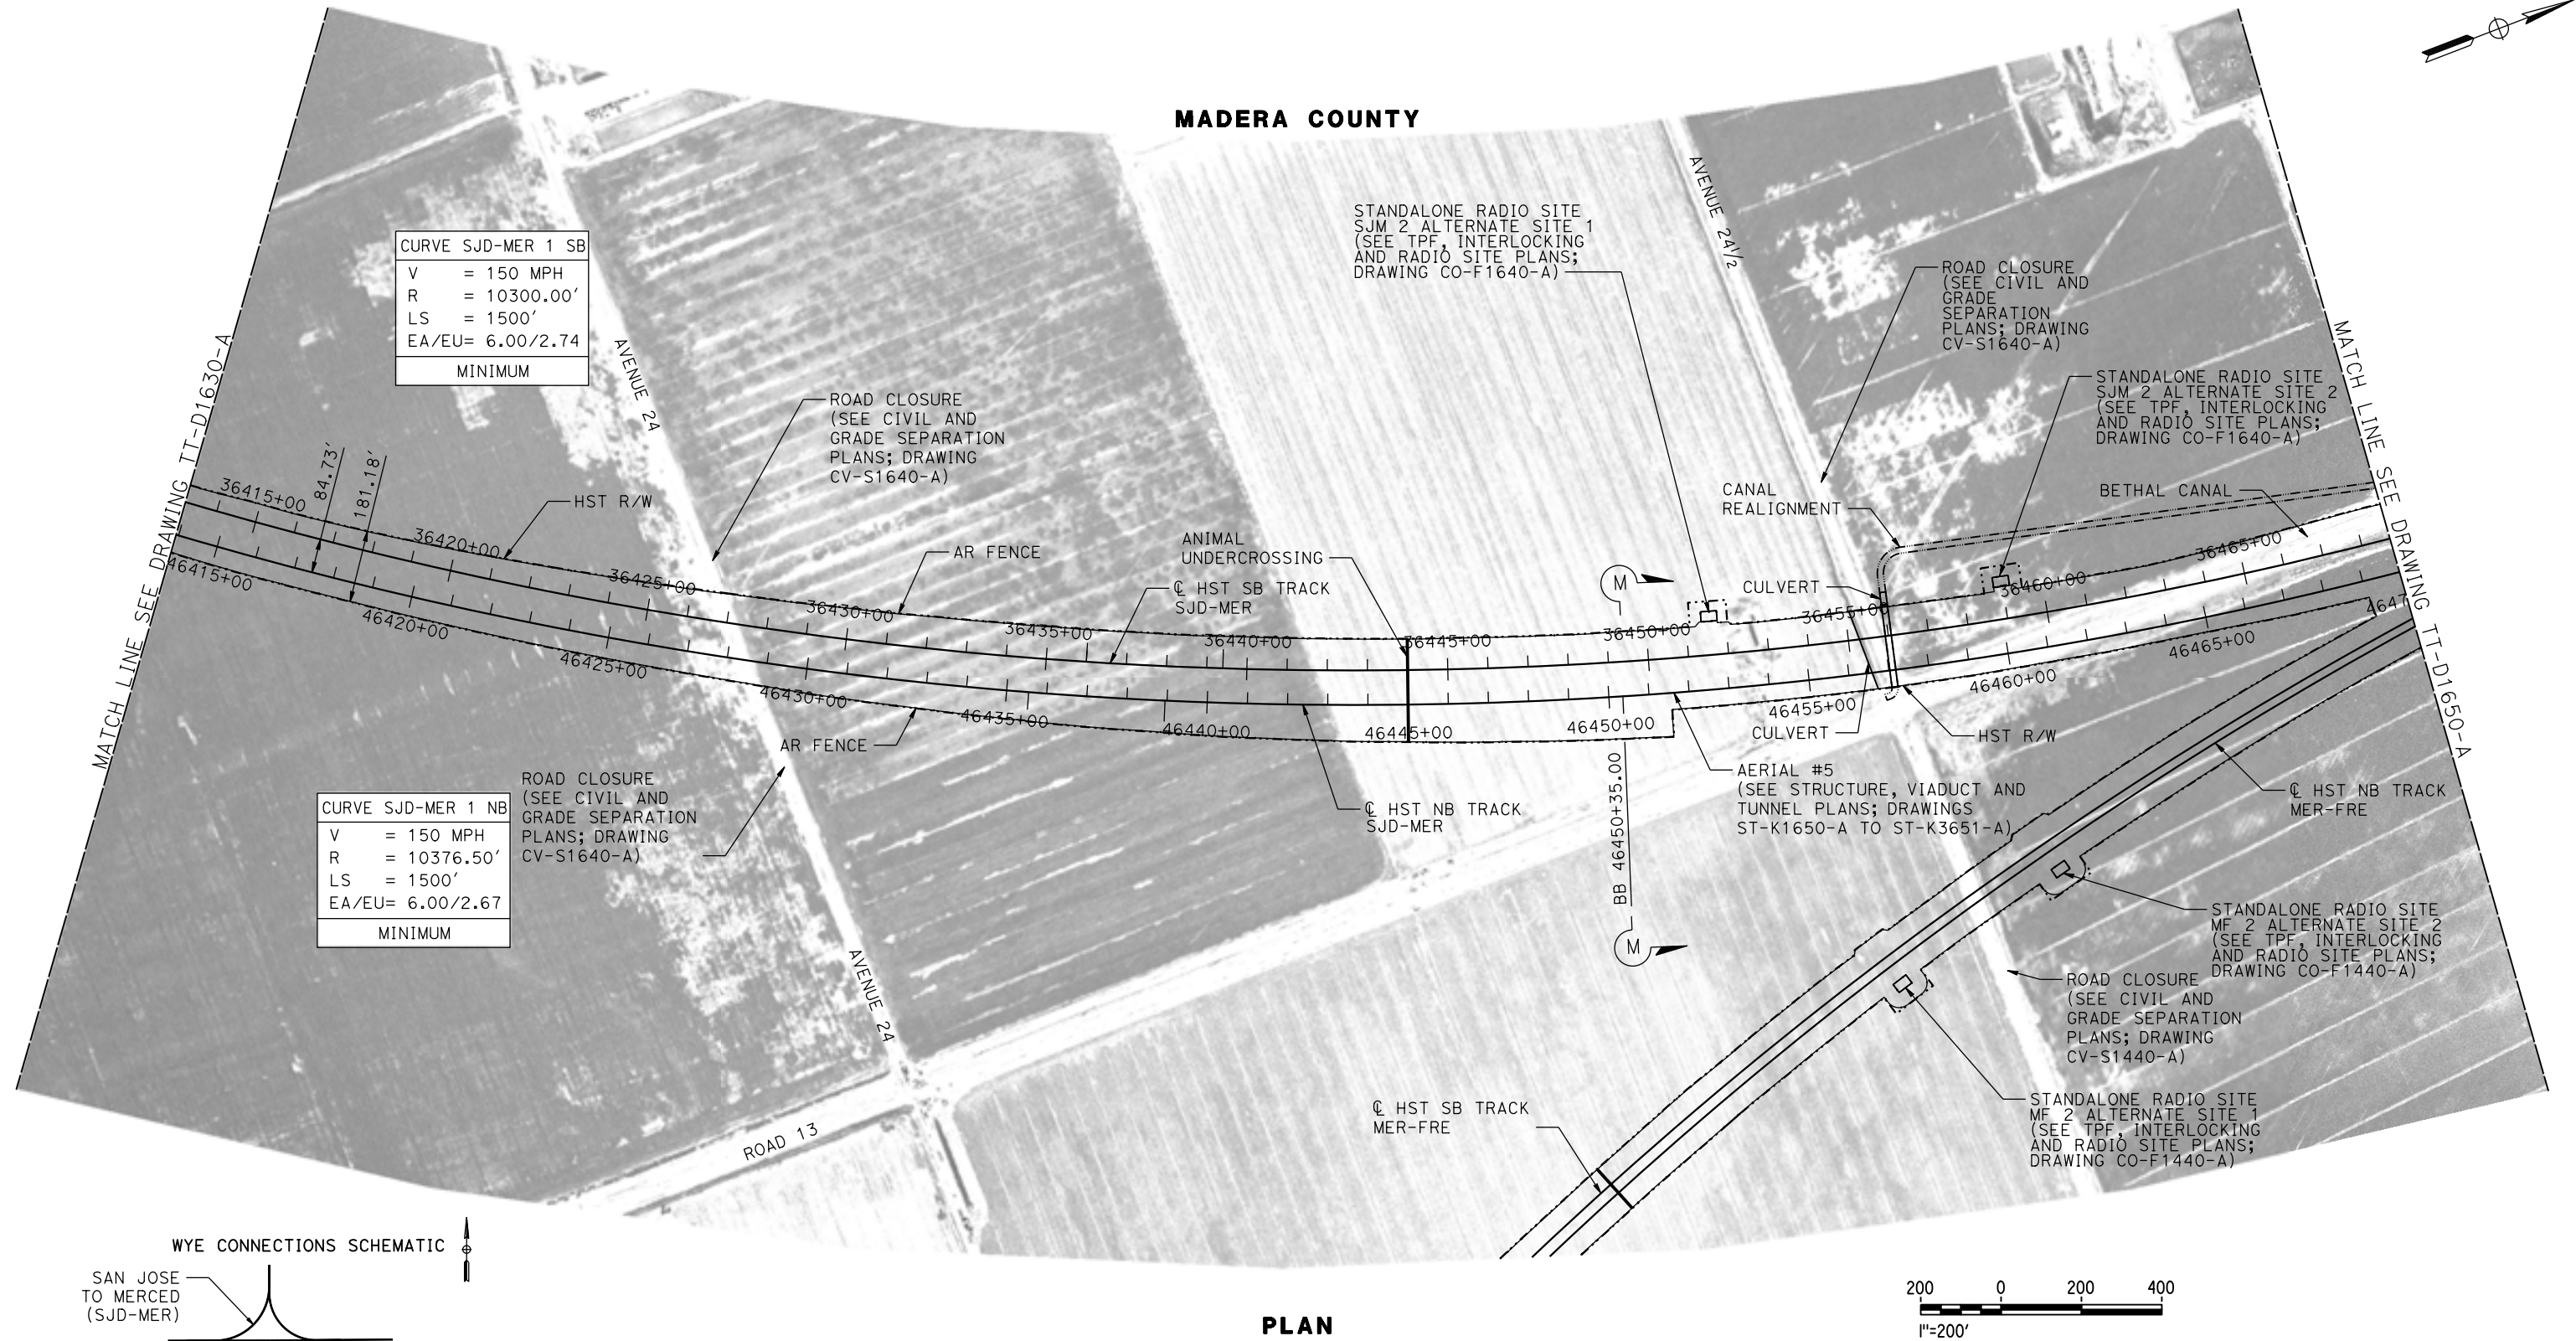 MADERA COUNTY
MATCH LINE SEE DRAWING TT-D1630-A
MATCH LINE SEE DRAWING TT-D1650-A
CURVE SJD-MER 1 SB
V = 150 MPH
R = 10300.00'
LS = 1500'
EA/EU= 6.00/2.74
MINIMUM
AVENUE 24
ROAD CLOSURE
(SEE CIVIL AND
GRADE SEPARATION
PLANS; DRAWING
CV-S1640-A)
STANDALONE RADIO SITE
SJM 2 ALTERNATE SITE 1
(SEE TPF, INTERLOCKING
AND RADIO SITE PLANS;
DRAWING CO-F1640-A)
AVENUE 24 1/2
ROAD CLOSURE
(SEE CIVIL AND
GRADE
SEPARATION
PLANS; DRAWING
CV-S1640-A)
STANDALONE RADIO SITE
SJM 2 ALTERNATE SITE 2
(SEE TPF, INTERLOCKING
AND RADIO SITE PLANS;
DRAWING CO-F1640-A)
84.73'
181.18'
HST R/W
AR FENCE
ANIMAL
UNDERCROSSING
℄ HST SB TRACK
SJD-MER
M
CANAL
REALIGNMENT
BETHAL CANAL
CULVERT
36415+00
36420+00
36425+00
36430+00
36435+00
36440+00
36445+00
36450+00
36455+00
36460+00
36465+00
46415+00
46420+00
46425+00
46430+00
46435+00
46440+00
46445+00
46450+00
46455+00
46460+00
46465+00
4647
AR FENCE
CULVERT
HST R/W
CURVE SJD-MER 1 NB
V = 150 MPH
R = 10376.50'
LS = 1500'
EA/EU= 6.00/2.67
MINIMUM
ROAD CLOSURE
(SEE CIVIL AND
GRADE SEPARATION
PLANS; DRAWING
CV-S1640-A)
℄ HST NB TRACK
SJD-MER
BB 46450+35.00
AERIAL #5
(SEE STRUCTURE, VIADUCT AND
TUNNEL PLANS; DRAWINGS
ST-K1650-A TO ST-K3651-A)
℄ HST NB TRACK
MER-FRE
M
AVENUE 24
STANDALONE RADIO SITE
MF 2 ALTERNATE SITE 2
(SEE TPF, INTERLOCKING
AND RADIO SITE PLANS;
DRAWING CO-F1440-A)
ROAD CLOSURE
(SEE CIVIL AND
GRADE SEPARATION
PLANS; DRAWING
CV-S1440-A)
STANDALONE RADIO SITE
MF 2 ALTERNATE SITE 1
(SEE TPF, INTERLOCKING
AND RADIO SITE PLANS;
DRAWING CO-F1440-A)
℄ HST SB TRACK
MER-FRE
ROAD 13
WYE CONNECTIONS SCHEMATIC
SAN JOSE
TO MERCED
(SJD-MER)
PLAN
200 0 200 400
1"=200'